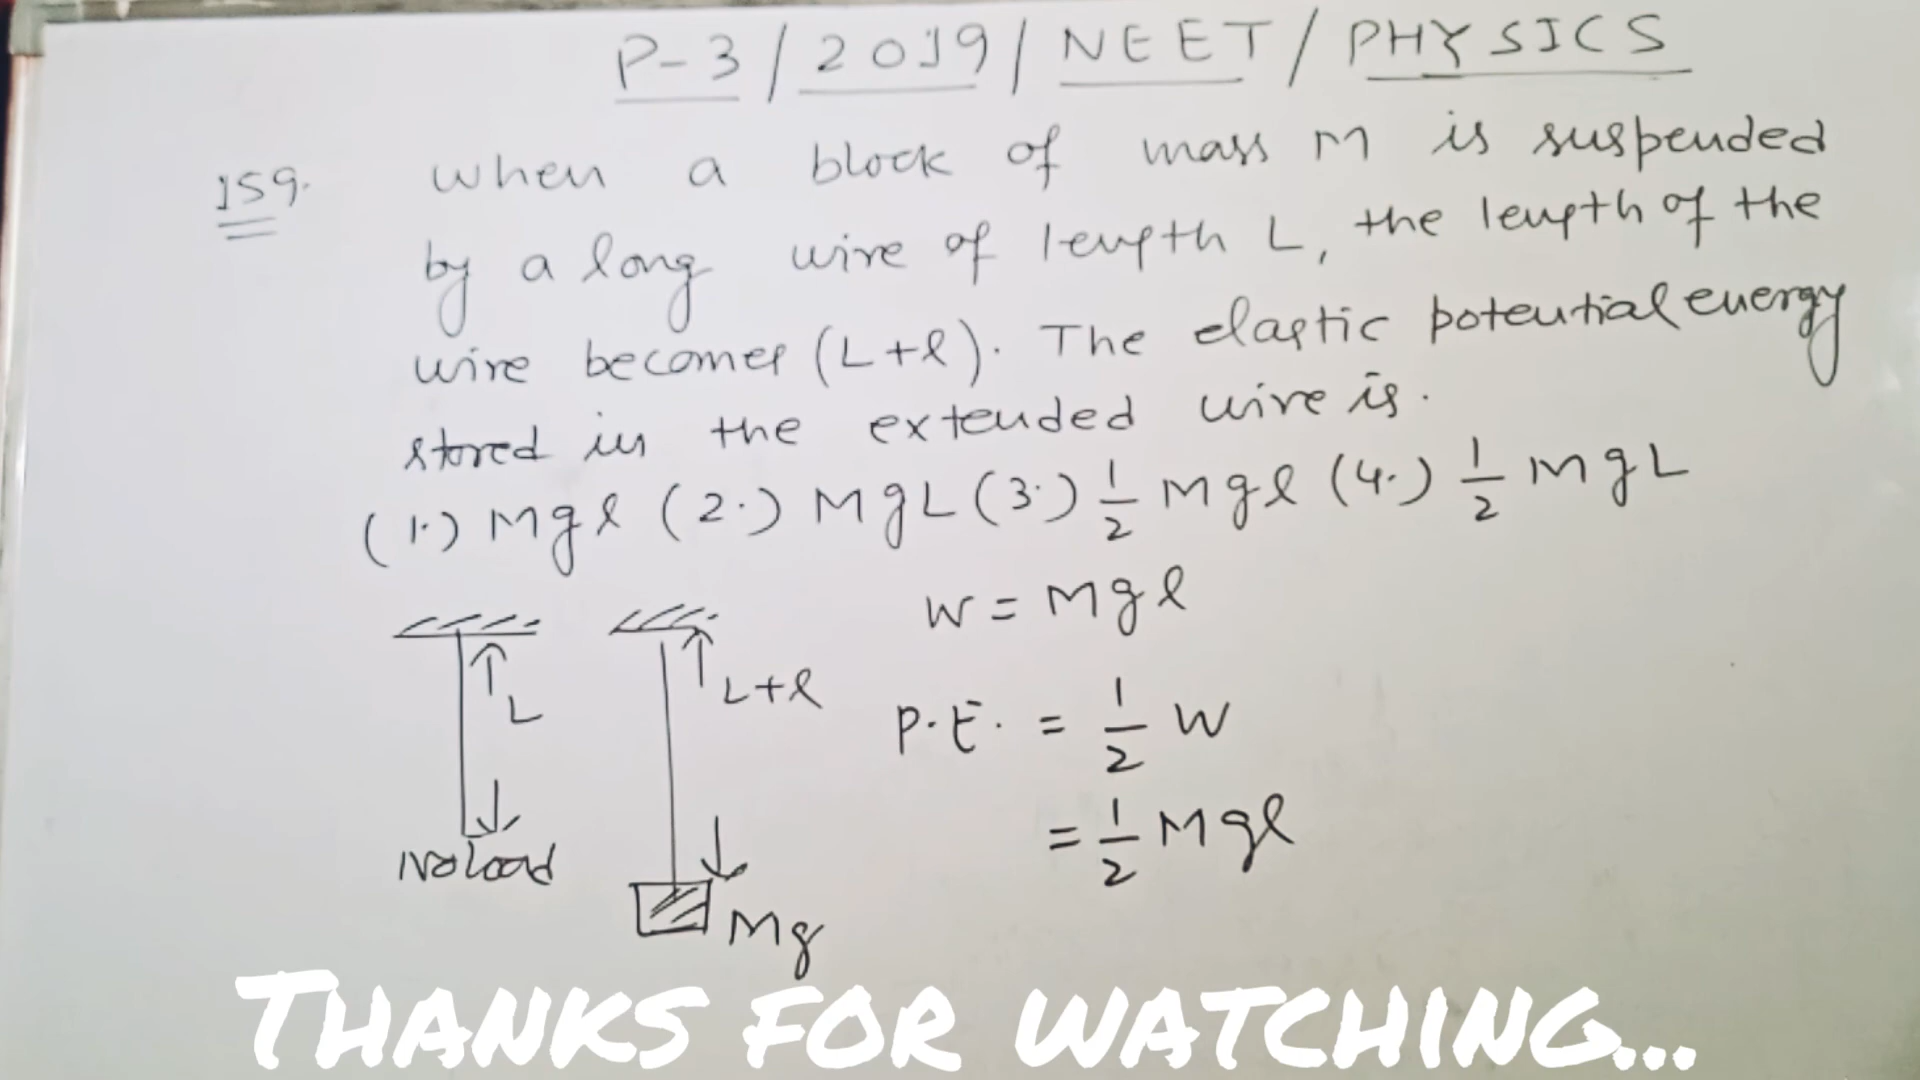 P-3/2019/NEET/PHYSICS
159. When a block of mass M is suspended
by a long wire of length L, the length of the
wire becomes (L+l). The elastic potential energy
stored in the extended wire is.
(1.) Mgl (2.) MgL (3.) 1/2 Mgl (4.) 1/2 MgL
W = Mgl
L
L+l
P.E. = 1/2 W
= 1/2 Mgl
No load
Mg
THANKS FOR WATCHING...